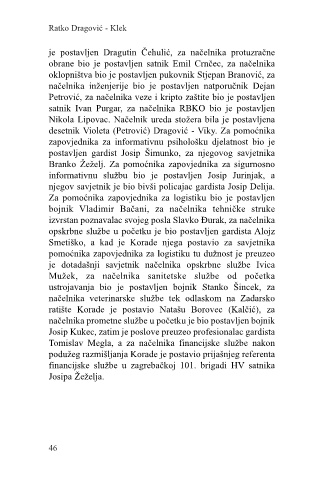 Ratko Dragović - Klek
je postavljen Dragutin Čehulić, za načelnika protuzračne
obrane bio je postavljen satnik Emil Crnčec, za načelnika
oklopništva bio je postavljen pukovnik Stjepan Branović, za
načelnika inženjerije bio je postavljen natporučnik Dejan
Petrović, za načelnika veze i kripto zaštite bio je postavljen
satnik Ivan Purgar, za načelnika RBKO bio je postavljen
Nikola Lipovac. Načelnik ureda stožera bila je postavljena
desetnik Violeta (Petrović) Dragović - Viky. Za pomoćnika
zapovjednika za informativnu psihološku djelatnost bio je
postavljen gardist Josip Šimunko, za njegovog savjetnika
Branko Žeželj. Za pomoćnika zapovjednika za sigurnosno
informativnu službu bio je postavljen Josip Jurinjak, a
njegov savjetnik je bio bivši policajac gardista Josip Delija.
Za pomoćnika zapovjednika za logistiku bio je postavljen
bojnik Vladimir Bačani, za načelnika tehničke struke
izvrstan poznavalac svojeg posla Slavko Đurak, za načelnika
opskrbne službe u početku je bio postavljen gardista Alojz
Smetiško, a kad je Korade njega postavio za savjetnika
pomoćnika zapovjednika za logistiku tu dužnost je preuzeo
je dotadašnji savjetnik načelnika opskrbne službe Ivica
Mužek, za načelnika sanitetske službe od početka
ustrojavanja bio je postavljen bojnik Stanko Šincek, za
načelnika veterinarske službe tek odlaskom na Zadarsko
ratište Korade je postavio Natašu Borovec (Kalčić), za
načelnika prometne službe u početku je bio postavljen bojnik
Josip Kukec, zatim je poslove preuzeo profesionalac gardist
Tomislav Megla, a za načelnika financijske službe nakon
podužeg razmišljanja Korade je postavio prijašnjeg referenta
financijske službe u zagrebačkoj 101. brigadi HV satnika
Josipa Žeželja.
46